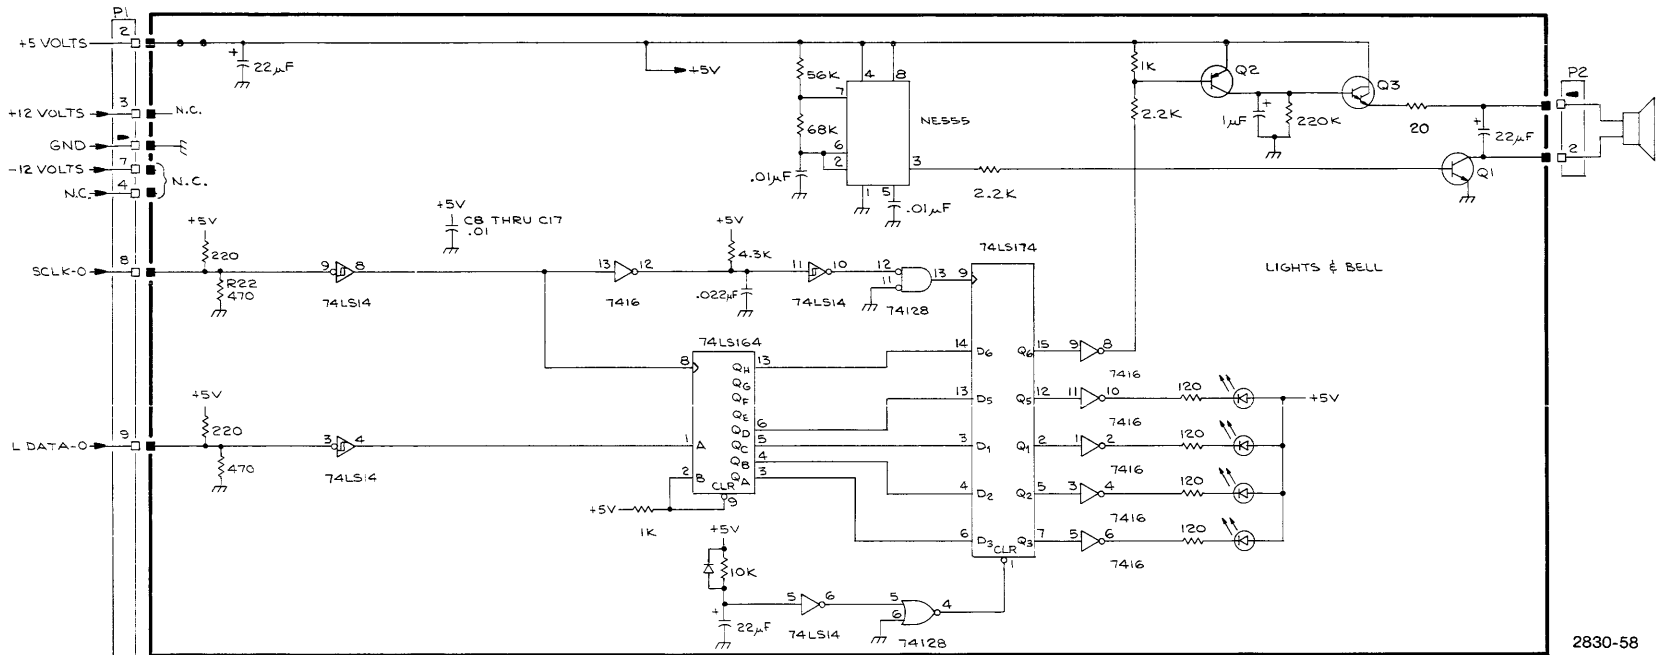 P1
2
+5 VOLTS
+
22µF
+5V
56K
7
68K
6
2
.01µF
4
8
NE555
3
1
5
.01µF
2.2K
1K
2.2K
Q2
+
1µF
220K
Q3
20
+
22µF
Q1
P2
2
3
+12 VOLTS
N.C.
GND
7
-12 VOLTS
4
N.C.
N.C.
+5V
C8 THRU C17
.01
8
SCLK-0
+5V
220
R22
470
9
8
74LS14
13
12
7416
+5V
4.3K
.022µF
11
10
74LS14
12
11
13
74128
74LS174
9
LIGHTS & BELL
74LS164
8
13
QH
QG
QF
QE
QD
6
QC
5
QB
4
QA
3
1
A
2
B
CLR
9
14
D6
Q6
15
9
8
7416
13
D5
Q5
12
11
10
7416
120
+5V
3
D1
Q1
2
1
2
7416
120
4
D2
Q2
5
3
4
7416
120
6
D3
Q3
7
5
6
7416
120
CLR
1
9
L DATA-0
+5V
220
470
3
4
74LS14
+5V
1K
+5V
10K
+
22µF
5
6
74LS14
5
6
4
74128
2830-58